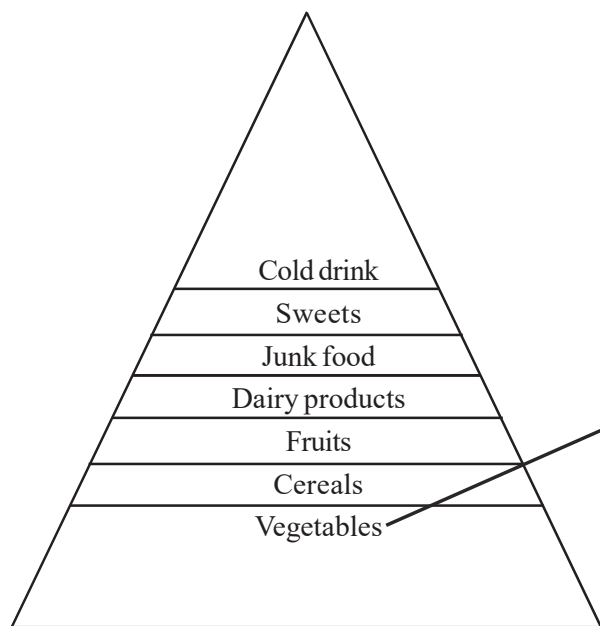 Cold drink
Sweets
Junk food
Dairy products
Fruits
Cereals
Vegetables